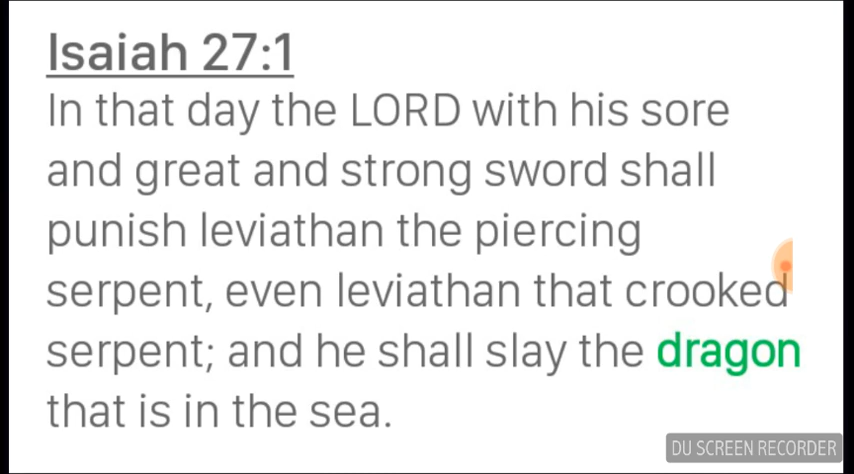 Isaiah 27:1
In that day the LORD with his sore
and great and strong sword shall
punish leviathan the piercing
serpent, even leviathan that crooked
serpent; and he shall slay the dragon
that is in the sea.
DU SCREEN RECORDER